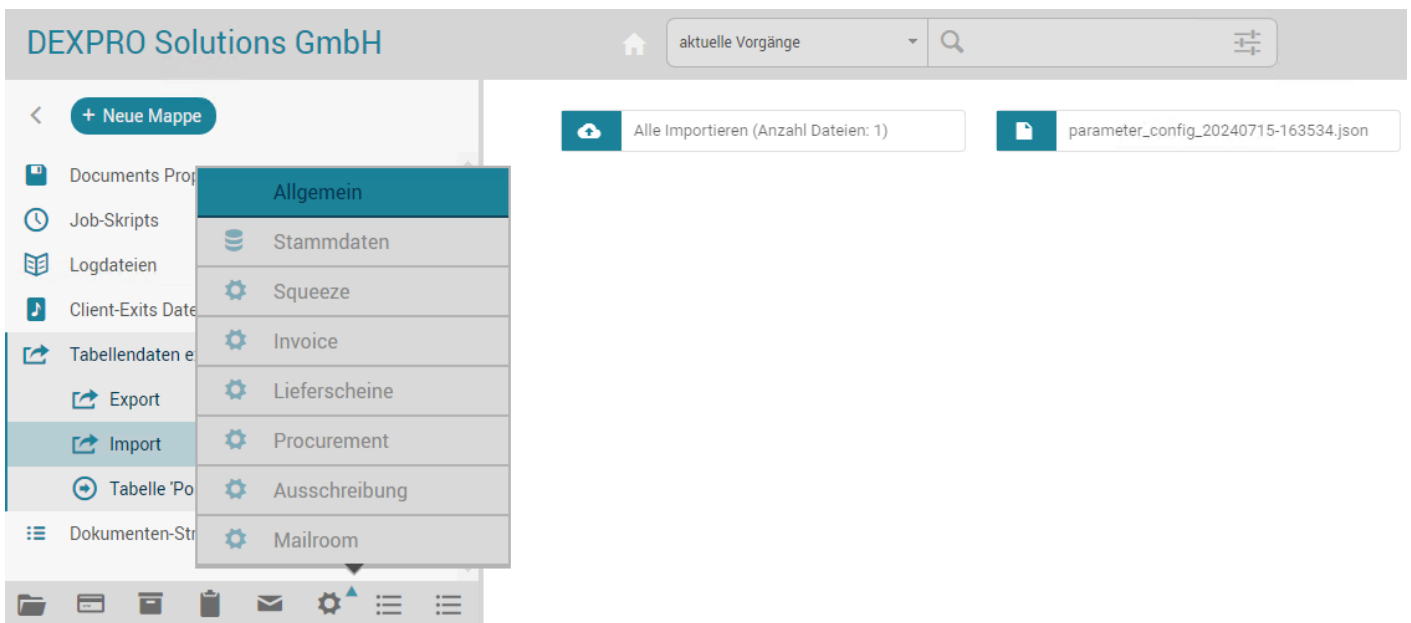 DEXPRO Solutions GmbH
aktuelle Vorgänge
+ Neue Mappe
Alle Importieren (Anzahl Dateien: 1)
parameter_config_20240715-163534.json
Documents Prop
Job-Skripts
Logdateien
Client-Exits Date
Tabellendaten e
Export
Import
Tabelle 'Po
Dokumenten-Str
Allgemein
Stammdaten
Squeeze
Invoice
Lieferscheine
Procurement
Ausschreibung
Mailroom